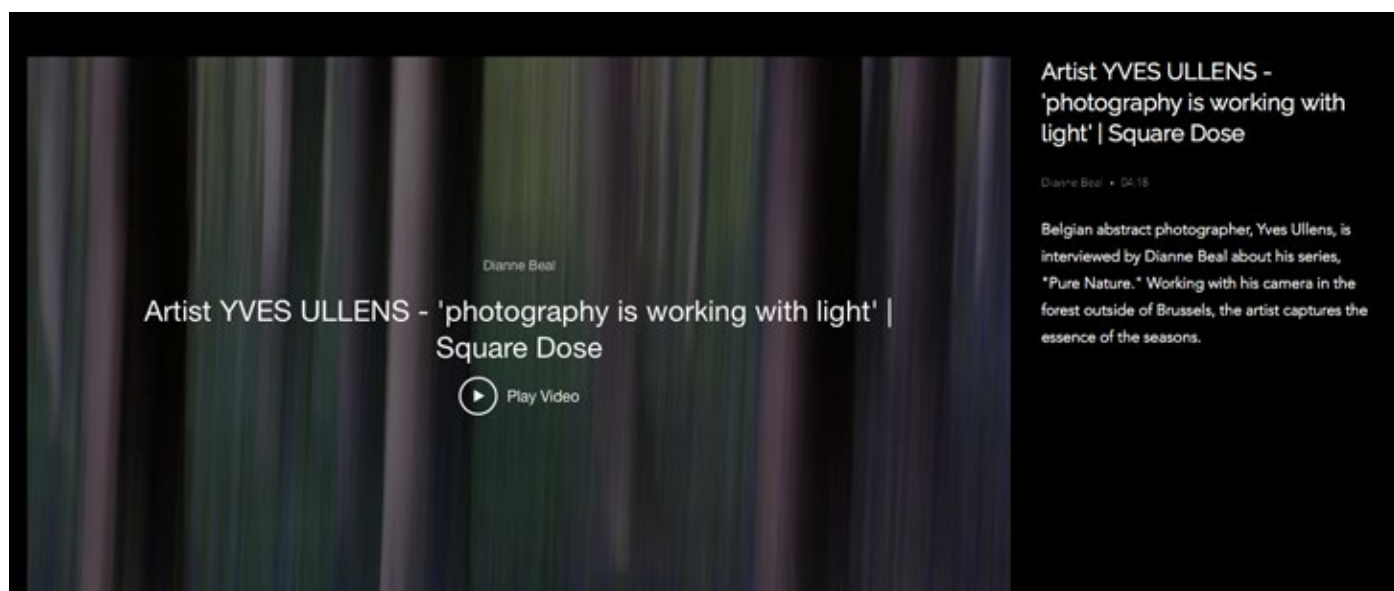 Dianne Beal
Artist YVES ULLENS - 'photography is working with light' |
Square Dose
Play Video
Artist YVES ULLENS -
'photography is working with
light' | Square Dose
Dianne Beal • 04:18
Belgian abstract photographer, Yves Ullens, is
interviewed by Dianne Beal about his series,
"Pure Nature." Working with his camera in the
forest outside of Brussels, the artist captures the
essence of the seasons.